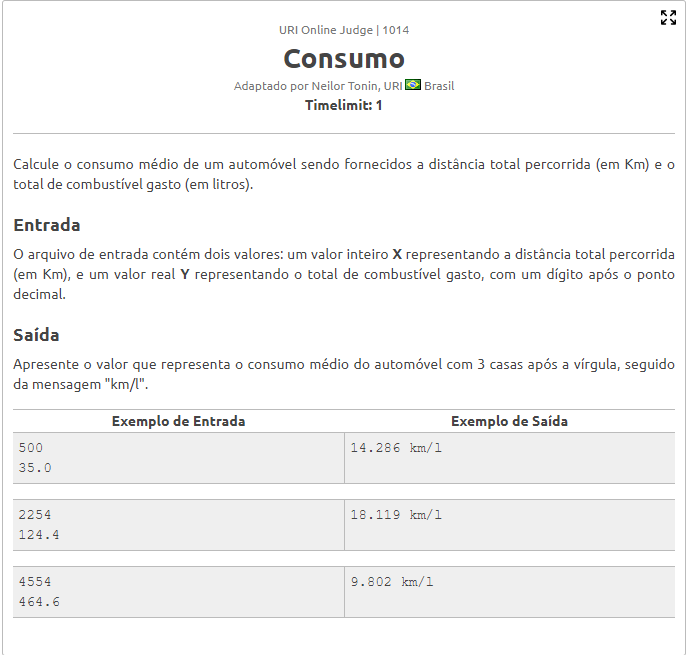 URI Online Judge | 1014
Consumo
Adaptado por Neilor Tonin, URI Brasil
Timelimit: 1
Calcule o consumo médio de um automóvel sendo fornecidos a distância total percorrida (em Km) e o
total de combustível gasto (em litros).
Entrada
O arquivo de entrada contém dois valores: um valor inteiro X representando a distância total percorrida
(em Km), e um valor real Y representando o total de combustível gasto, com um dígito após o ponto
decimal.
Saída
Apresente o valor que representa o consumo médio do automóvel com 3 casas após a vírgula, seguido
da mensagem "km/l".
Exemplo de Entrada Exemplo de Saída
500 14.286 km/l
35.0
2254 18.119 km/l
124.4
4554 9.802 km/l
464.6